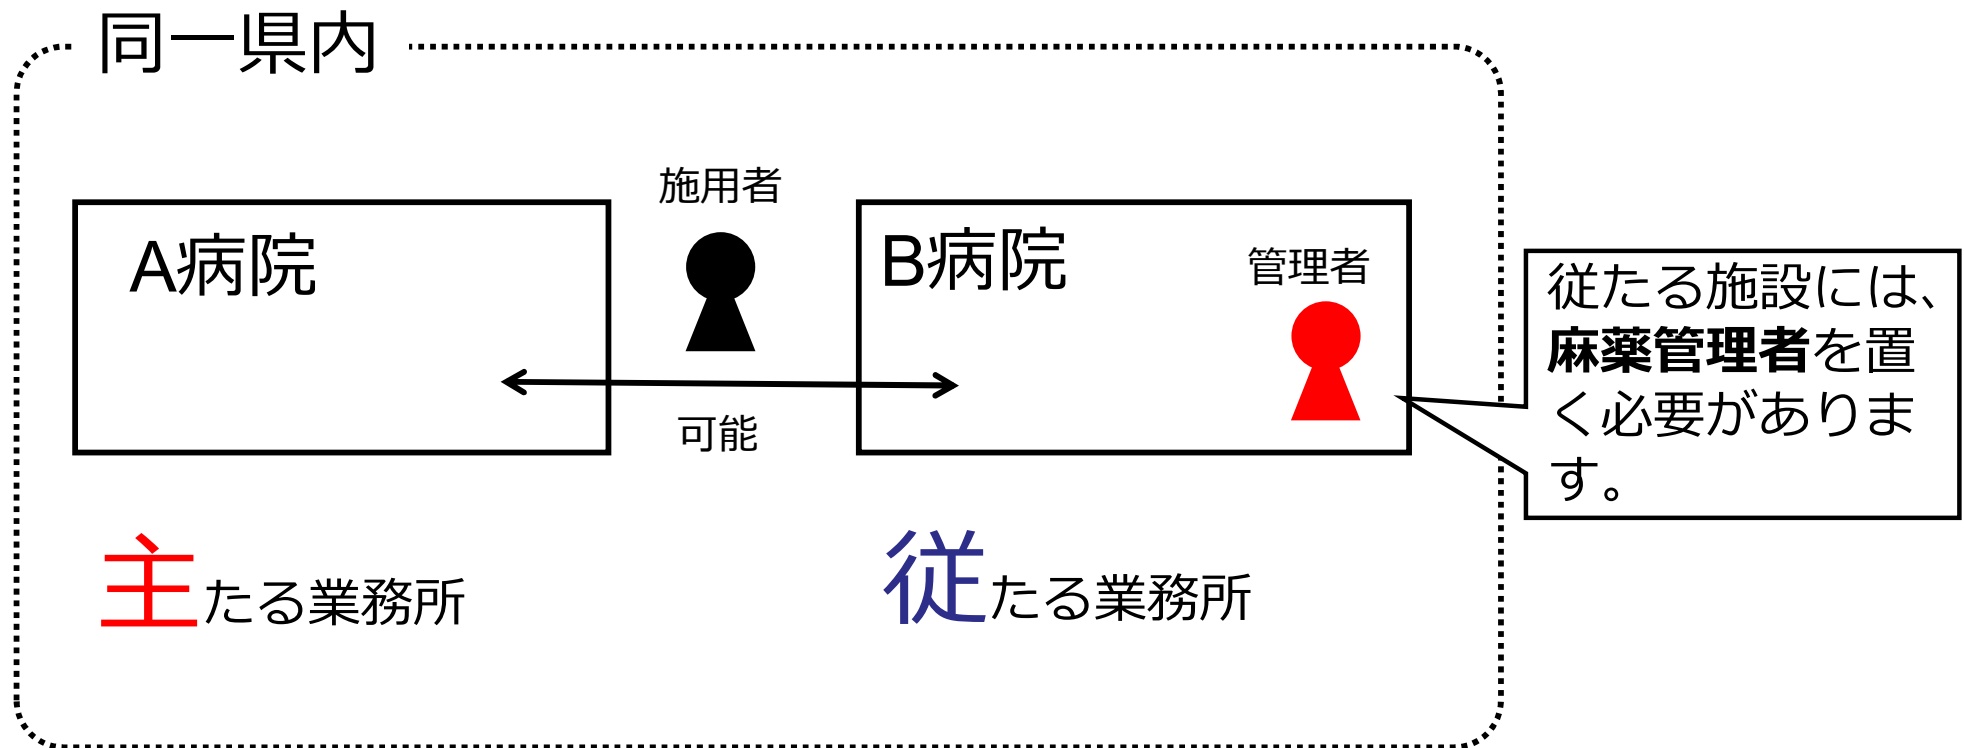 同一県内
施用者
A病院
B病院
管理者
可能
従たる施設には、
麻薬管理者を置
く必要がありま
す。
主たる業務所
従たる業務所